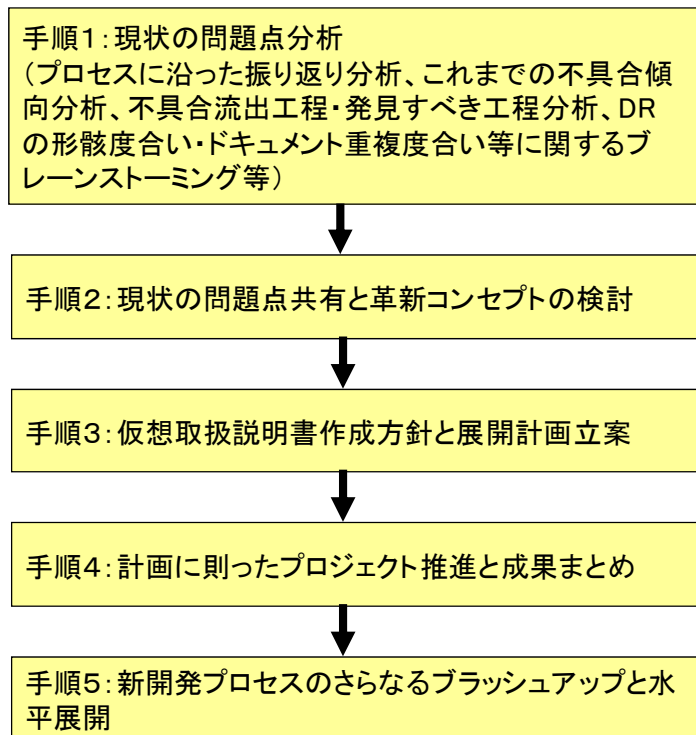 手順１：現状の問題点分析
（プロセスに沿った振り返り分析、これまでの不具合傾
向分析、不具合流出工程・発見すべき工程分析、DR
の形骸度合い・ドキュメント重複度合い等に関するブ
レーンストーミング等）
手順２：現状の問題点共有と革新コンセプトの検討
手順３：仮想取扱説明書作成方針と展開計画立案
手順４：計画に則ったプロジェクト推進と成果まとめ
手順５：新開発プロセスのさらなるブラッシュアップと水
平展開